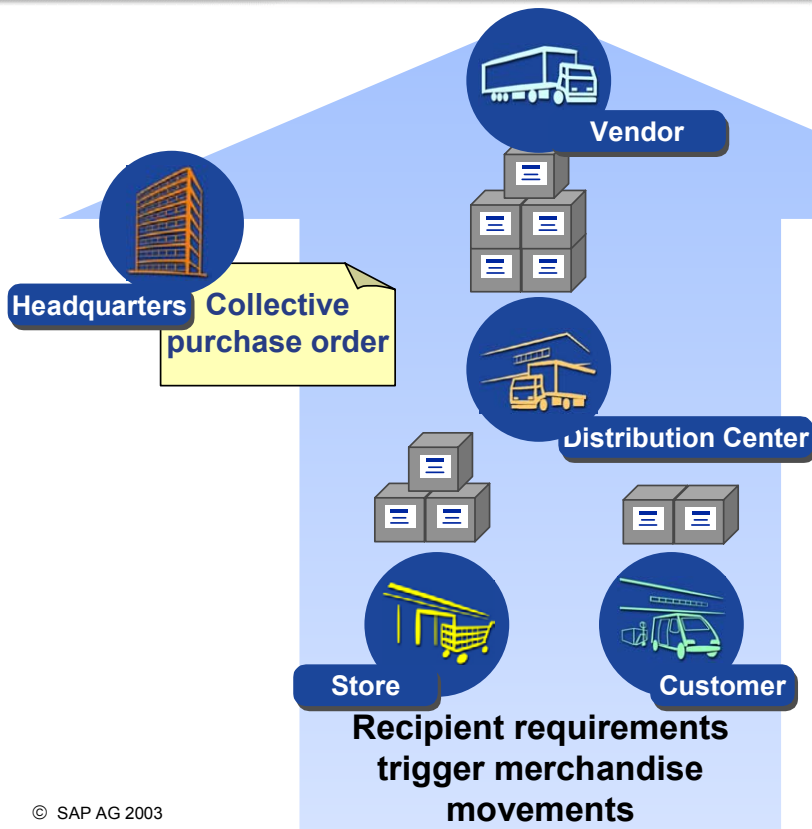 Vendor
Headquarters
Collective
purchase order
Distribution Center
Store
Customer
Recipient requirements
trigger merchandise
movements
© SAP AG 2003